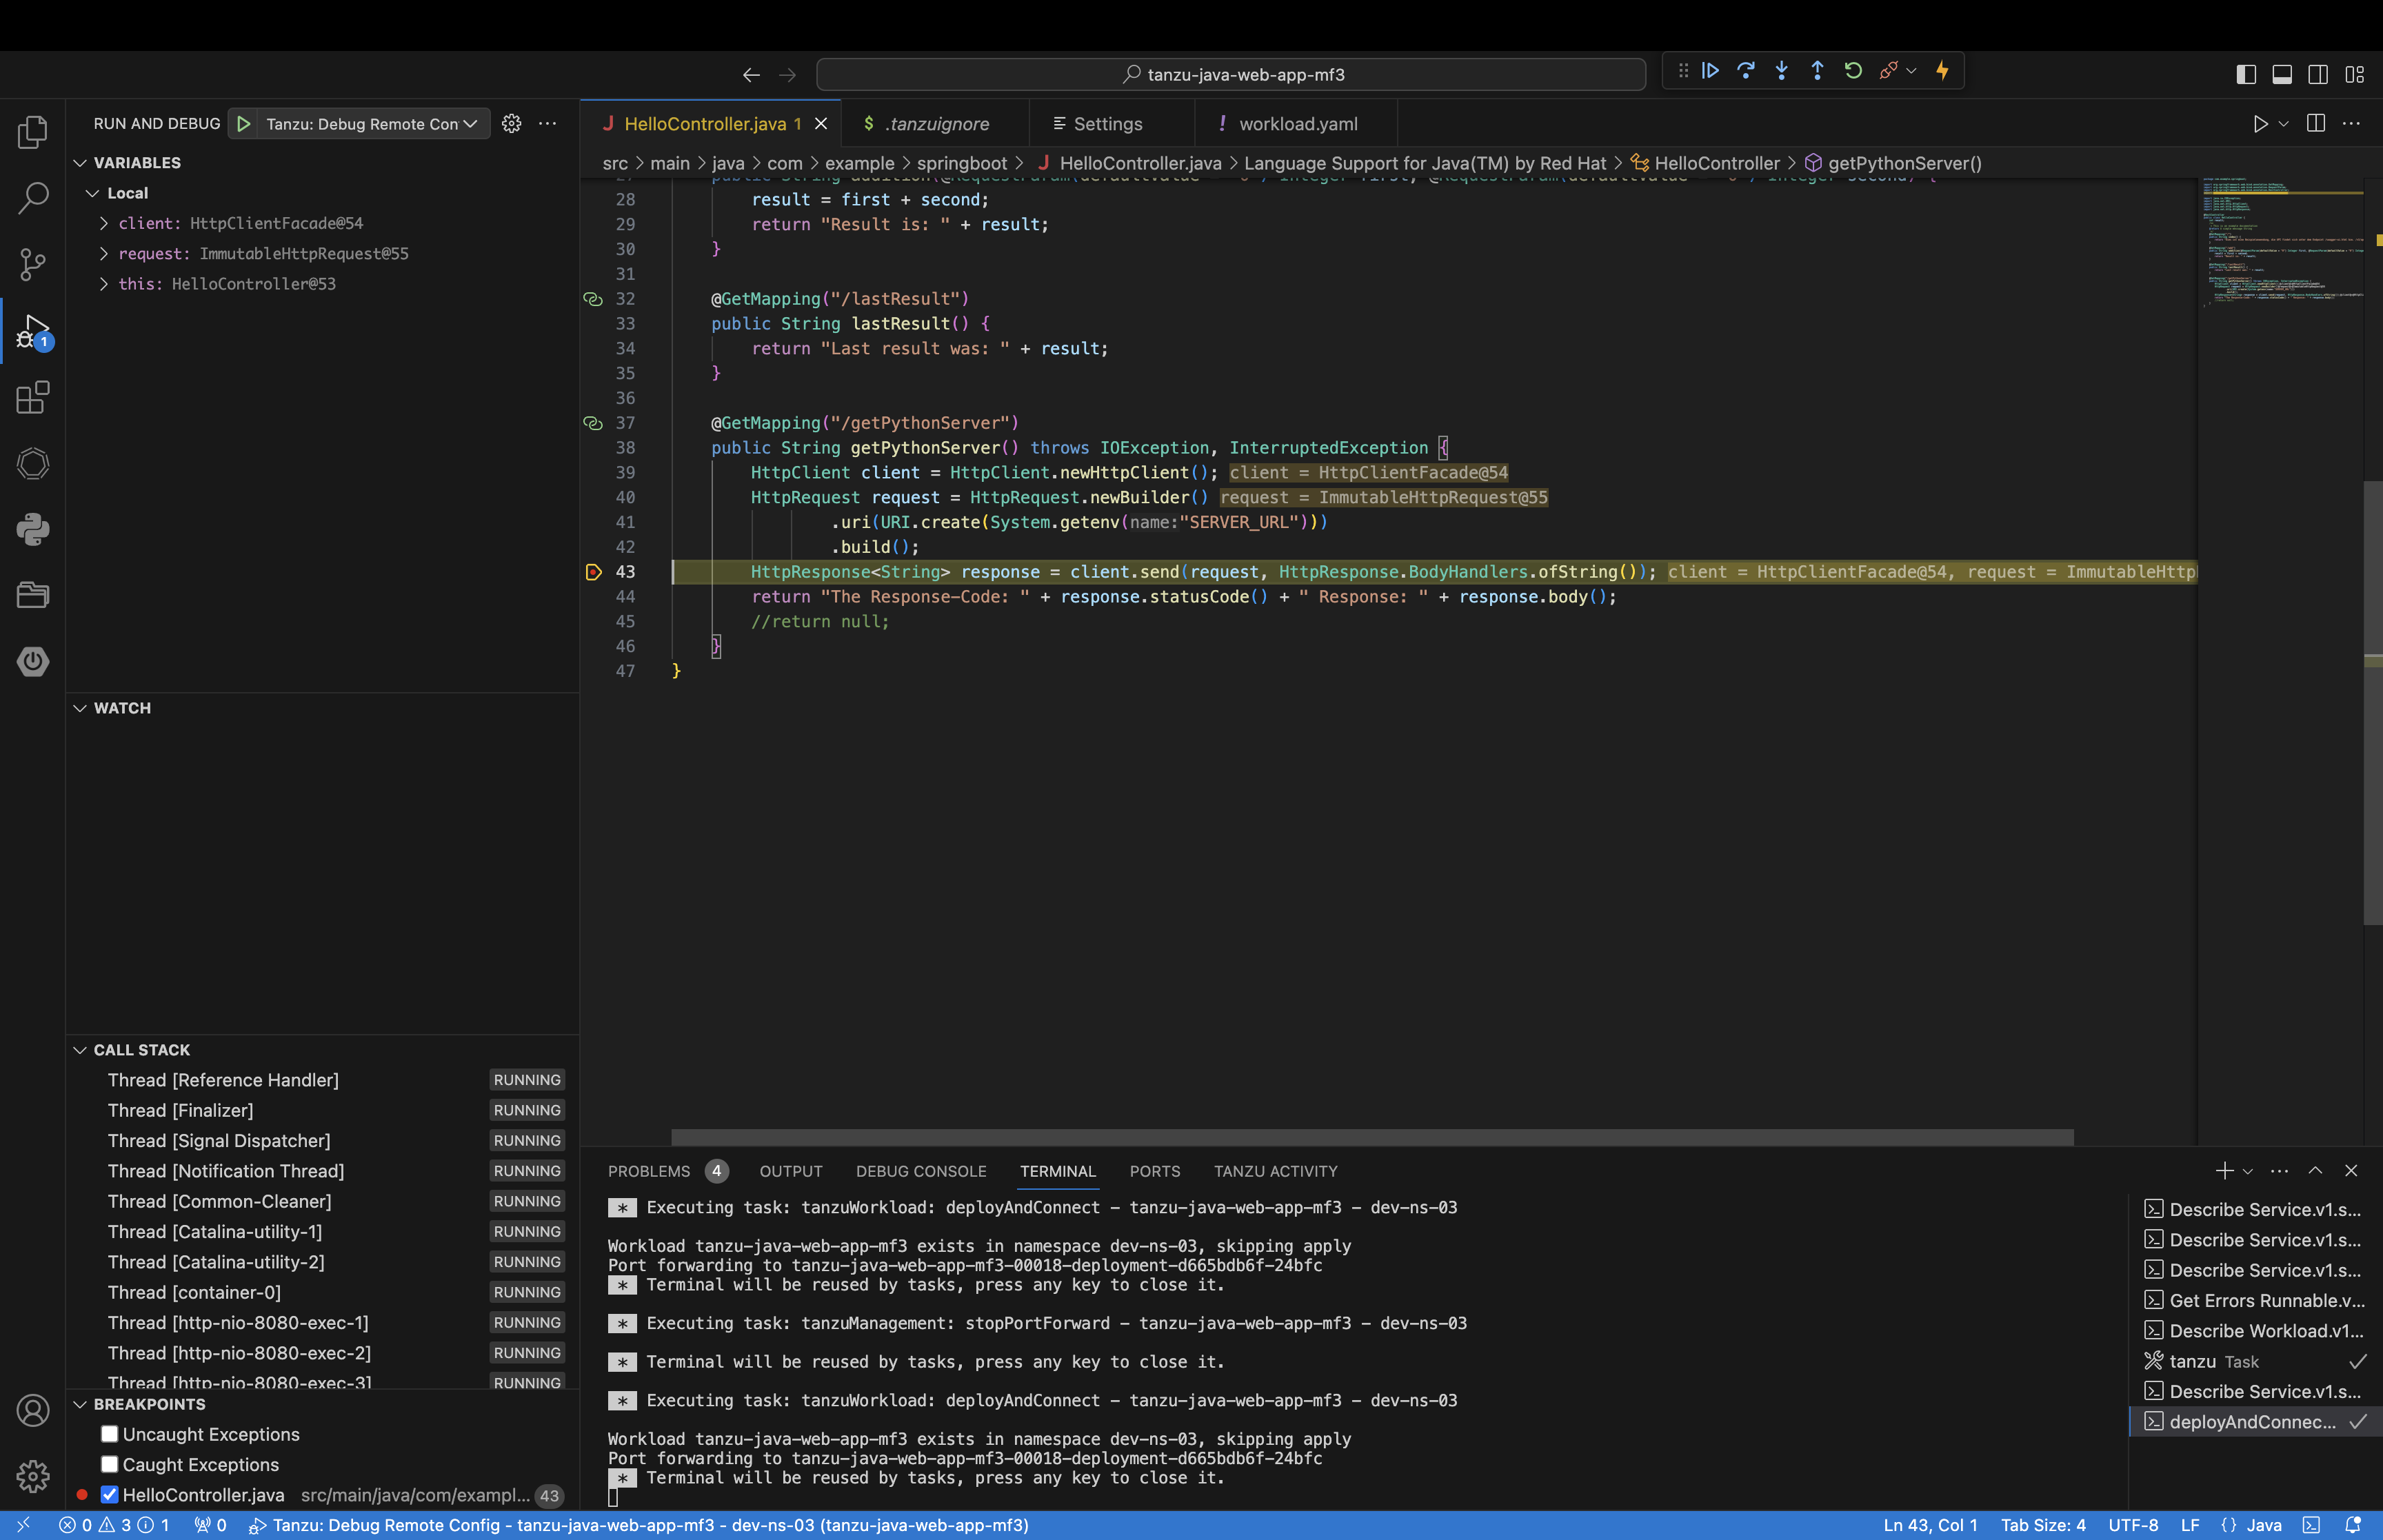 tanzu-java-web-app-mf3
RUN AND DEBUG
Tanzu: Debug Remote Con
VARIABLES
Local
client: HttpClientFacade@54
request: ImmutableHttpRequest@55
this: HelloController@53
1
WATCH
CALL STACK
Thread [Reference Handler] RUNNING
Thread [Finalizer] RUNNING
Thread [Signal Dispatcher] RUNNING
Thread [Notification Thread] RUNNING
Thread [Common-Cleaner] RUNNING
Thread [Catalina-utility-1] RUNNING
Thread [Catalina-utility-2] RUNNING
Thread [container-0] RUNNING
Thread [http-nio-8080-exec-1] RUNNING
Thread [http-nio-8080-exec-2] RUNNING
Thread [http-nio-8080-exec-3] RUNNING
BREAKPOINTS
Uncaught Exceptions
Caught Exceptions
HelloController.java src/main/java/com/exampl... 43
J HelloController.java 1
$ .tanzuignore
Settings
! workload.yaml
src > main > java > com > example > springboot > J HelloController.java > Language Support for Java(TM) by Red Hat > HelloController > getPythonServer()
27 public String addition(@RequestParam(defaultValue = "0") Integer first, @RequestParam(defaultValue = "0") Integer second) {
28 result = first + second;
29 return "Result is: " + result;
30 }
31
32 @GetMapping("/lastResult")
33 public String lastResult() {
34 return "Last result was: " + result;
35 }
36
37 @GetMapping("/getPythonServer")
38 public String getPythonServer() throws IOException, InterruptedException {
39 HttpClient client = HttpClient.newHttpClient(); client = HttpClientFacade@54
40 HttpRequest request = HttpRequest.newBuilder() request = ImmutableHttpRequest@55
41 .uri(URI.create(System.getenv(name:"SERVER_URL")))
42 .build();
43 HttpResponse<String> response = client.send(request, HttpResponse.BodyHandlers.ofString()); client = HttpClientFacade@54, request = ImmutableHttp
44 return "The Response-Code: " + response.statusCode() + " Response: " + response.body();
45 //return null;
46 }
47 }
PROBLEMS 4 OUTPUT DEBUG CONSOLE TERMINAL PORTS TANZU ACTIVITY
* Executing task: tanzuWorkload: deployAndConnect – tanzu-java-web-app-mf3 – dev-ns-03
Workload tanzu-java-web-app-mf3 exists in namespace dev-ns-03, skipping apply
Port forwarding to tanzu-java-web-app-mf3-00018-deployment-d665bdb6f-24bfc
* Terminal will be reused by tasks, press any key to close it.
* Executing task: tanzuManagement: stopPortForward – tanzu-java-web-app-mf3 – dev-ns-03
* Terminal will be reused by tasks, press any key to close it.
* Executing task: tanzuWorkload: deployAndConnect – tanzu-java-web-app-mf3 – dev-ns-03
Workload tanzu-java-web-app-mf3 exists in namespace dev-ns-03, skipping apply
Port forwarding to tanzu-java-web-app-mf3-00018-deployment-d665bdb6f-24bfc
* Terminal will be reused by tasks, press any key to close it.
Describe Service.v1.s...
Describe Service.v1.s...
Describe Service.v1.s...
Get Errors Runnable.v...
Describe Workload.v1...
tanzu Task
Describe Service.v1.s...
deployAndConnec...
0 3 1 0 Tanzu: Debug Remote Config - tanzu-java-web-app-mf3 - dev-ns-03 (tanzu-java-web-app-mf3)
Ln 43, Col 1 Tab Size: 4 UTF-8 LF {} Java